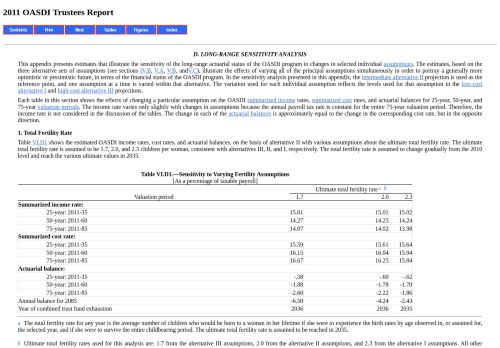 2011 OASDI Trustees Report
Contents Prev Next Tables Figures Index
D. LONG-RANGE SENSITIVITY ANALYSIS
This appendix presents estimates that illustrate the sensitivity of the long-range actuarial status of the OASDI program to changes in selected individual assumptions. The estimates, based on the
three alternative sets of assumptions (see sections IV.B, V.A, V.B, and V.C), illustrate the effects of varying all of the principal assumptions simultaneously in order to portray a generally more
optimistic or pessimistic future, in terms of the financial status of the OASDI program. In the sensitivity analysis presented in this appendix, the intermediate alternative II projection is used as the
reference point, and one assumption at a time is varied within that alternative. The variation used for each individual assumption reflects the levels used for that assumption in the low-cost
alternative I and high-cost alternative III projections.
Each table in this section shows the effects of changing a particular assumption on the OASDI summarized income rates, summarized cost rates, and actuarial balances for 25-year, 50-year, and
75-year valuation periods. The income rate varies only slightly with changes in assumptions because the annual payroll tax rate is constant for the entire 75-year valuation period. Therefore, the
income rate is not considered in the discussion of the tables. The change in each of the actuarial balances is approximately equal to the change in the corresponding cost rate, but in the opposite
direction.
1. Total Fertility Rate
Table VI.D1 shows the estimated OASDI income rates, cost rates, and actuarial balances, on the basis of alternative II with various assumptions about the ultimate total fertility rate. The ultimate
total fertility rate is assumed to be 1.7, 2.0, and 2.3 children per woman, consistent with alternatives III, II, and I, respectively. The total fertility rate is assumed to change gradually from the 2010
level and reach the various ultimate values in 2035.
Table VI.D1.—Sensitivity to Varying Fertility Assumptions
[As a percentage of taxable payroll]
Ultimate total fertility rate a b
Valuation period 1.7 2.0 2.3
Summarized income rate:
25-year: 2011-35 15.01 15.01 15.02
50-year: 2011-60 14.27 14.25 14.24
75-year: 2011-85 14.07 14.02 13.98
Summarized cost rate:
25-year: 2011-35 15.59 15.61 15.64
50-year: 2011-60 16.15 16.04 15.94
75-year: 2011-85 16.67 16.25 15.84
Actuarial balance:
25-year: 2011-35 -.58 -.60 -.62
50-year: 2011-60 -1.88 -1.78 -1.70
75-year: 2011-85 -2.60 -2.22 -1.86
Annual balance for 2085 -6.50 -4.24 -2.43
Year of combined trust fund exhaustion 2036 2036 2035
a The total fertility rate for any year is the average number of children who would be born to a woman in her lifetime if she were to experience the birth rates by age observed in, or assumed for,
the selected year, and if she were to survive the entire childbearing period. The ultimate total fertility rate is assumed to be reached in 2035.
b Ultimate total fertility rates used for this analysis are: 1.7 from the alternative III assumptions, 2.0 from the alternative II assumptions, and 2.3 from the alternative I assumptions. All other